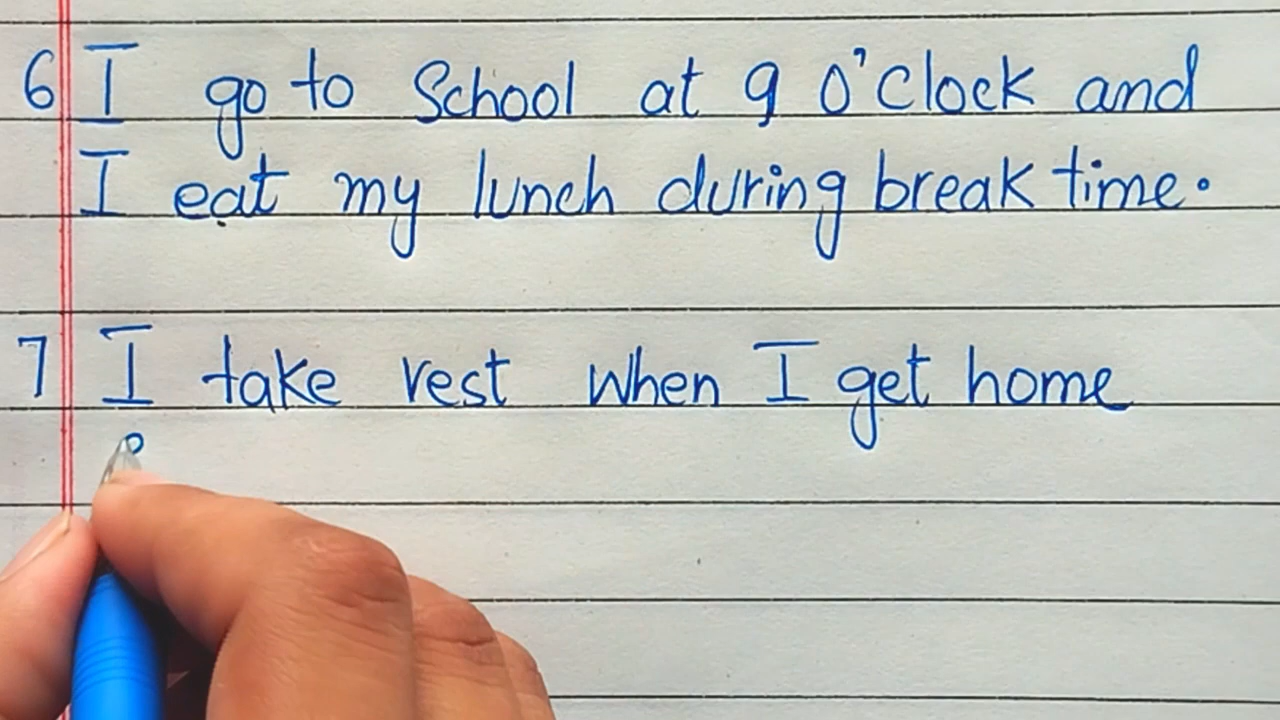 6 I go to School at 9 O'Clock and
I eat my lunch during break time.
7 I take rest when I get home